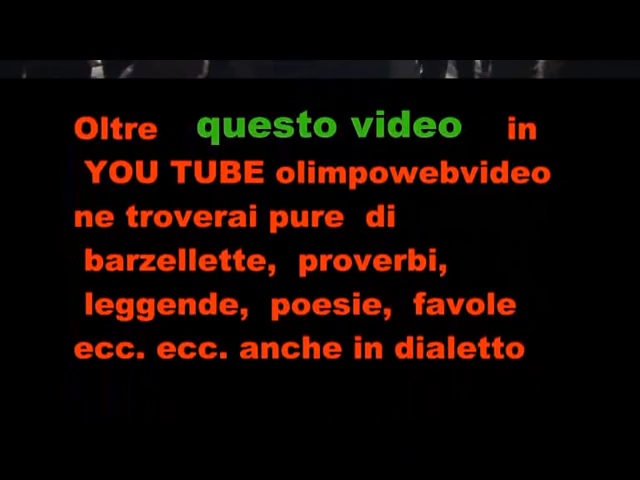 Oltre questo video in
YOU TUBE olimpowebvideo
ne troverai pure di
barzellette, proverbi,
leggende, poesie, favole
ecc. ecc. anche in dialetto